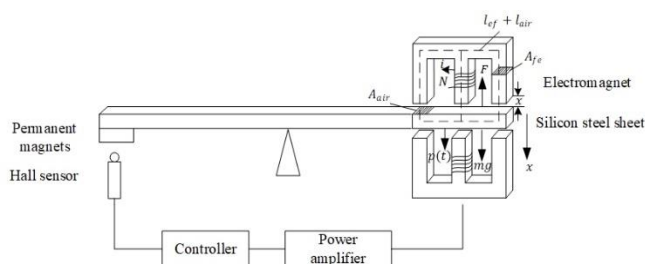 l_ef + l_air
A_fe
i
N
F
Electromagnet
A_air
x
Silicon steel sheet
Permanent
magnets
p(t)
mg
x
Hall sensor
Controller
Power
amplifier